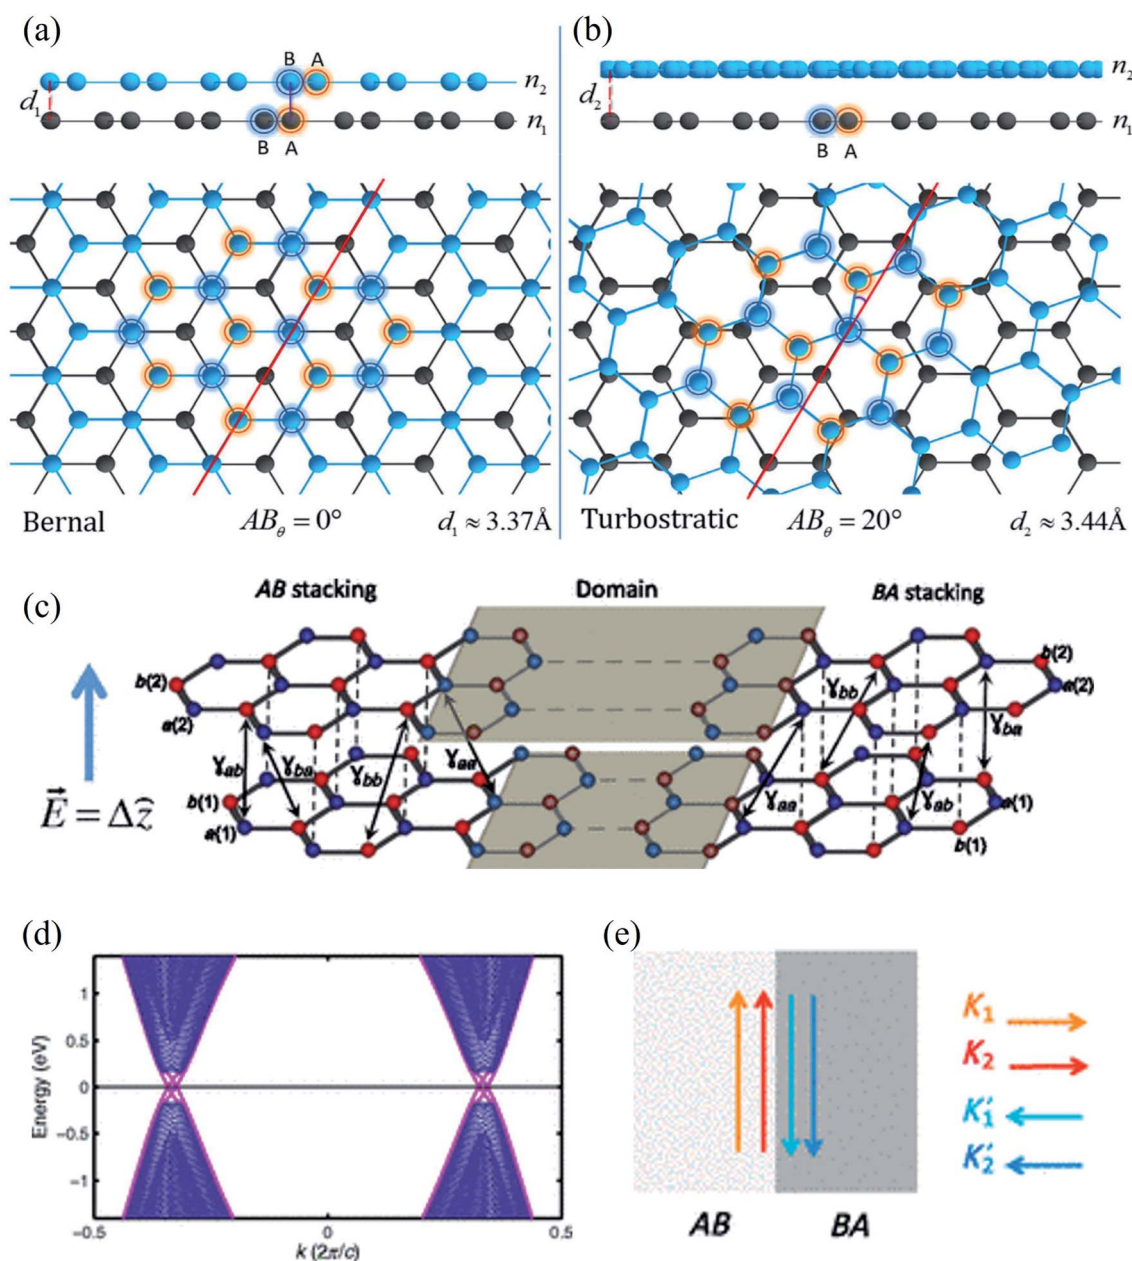 (a)
B A
n₂
d₁
n₁
B A
Bernal AB_θ = 0° d₁ ≈ 3.37Å
(b)
n₂
d₂
n₁
B A
Turbostratic AB_θ = 20° d₂ ≈ 3.44Å
(c)
AB stacking Domain BA stacking
b(2)
a(2)
γab γba γbb γaa
b(1)
a(1)
E⃗ = Δẑ
γbb
b(2)
a(2)
γba
γaa γab
a(1)
b(1)
(d)
Energy (eV)
1
0.5
0
−0.5
−1
−0.5 0 0.5
k (2π/c)
(e)
K₁
K₂
K′₁
K′₂
AB BA